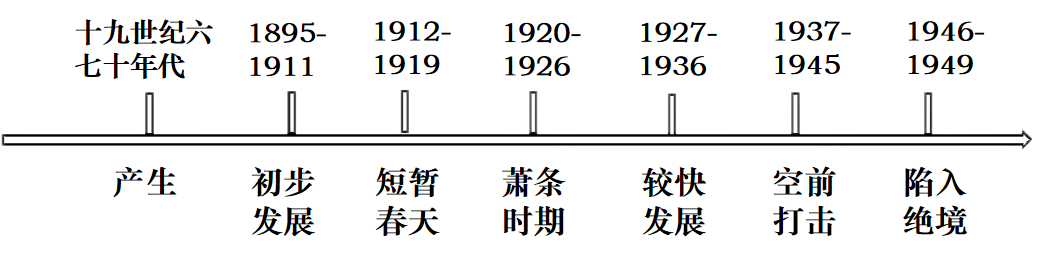 十九世纪六 1895- 1912- 1920- 1927- 1937- 1946-
七十年代 1911 1919 1926 1936 1945 1949
产生 初步 短暂 萧条 较快 空前 陷入
发展 春天 时期 发展 打击 绝境